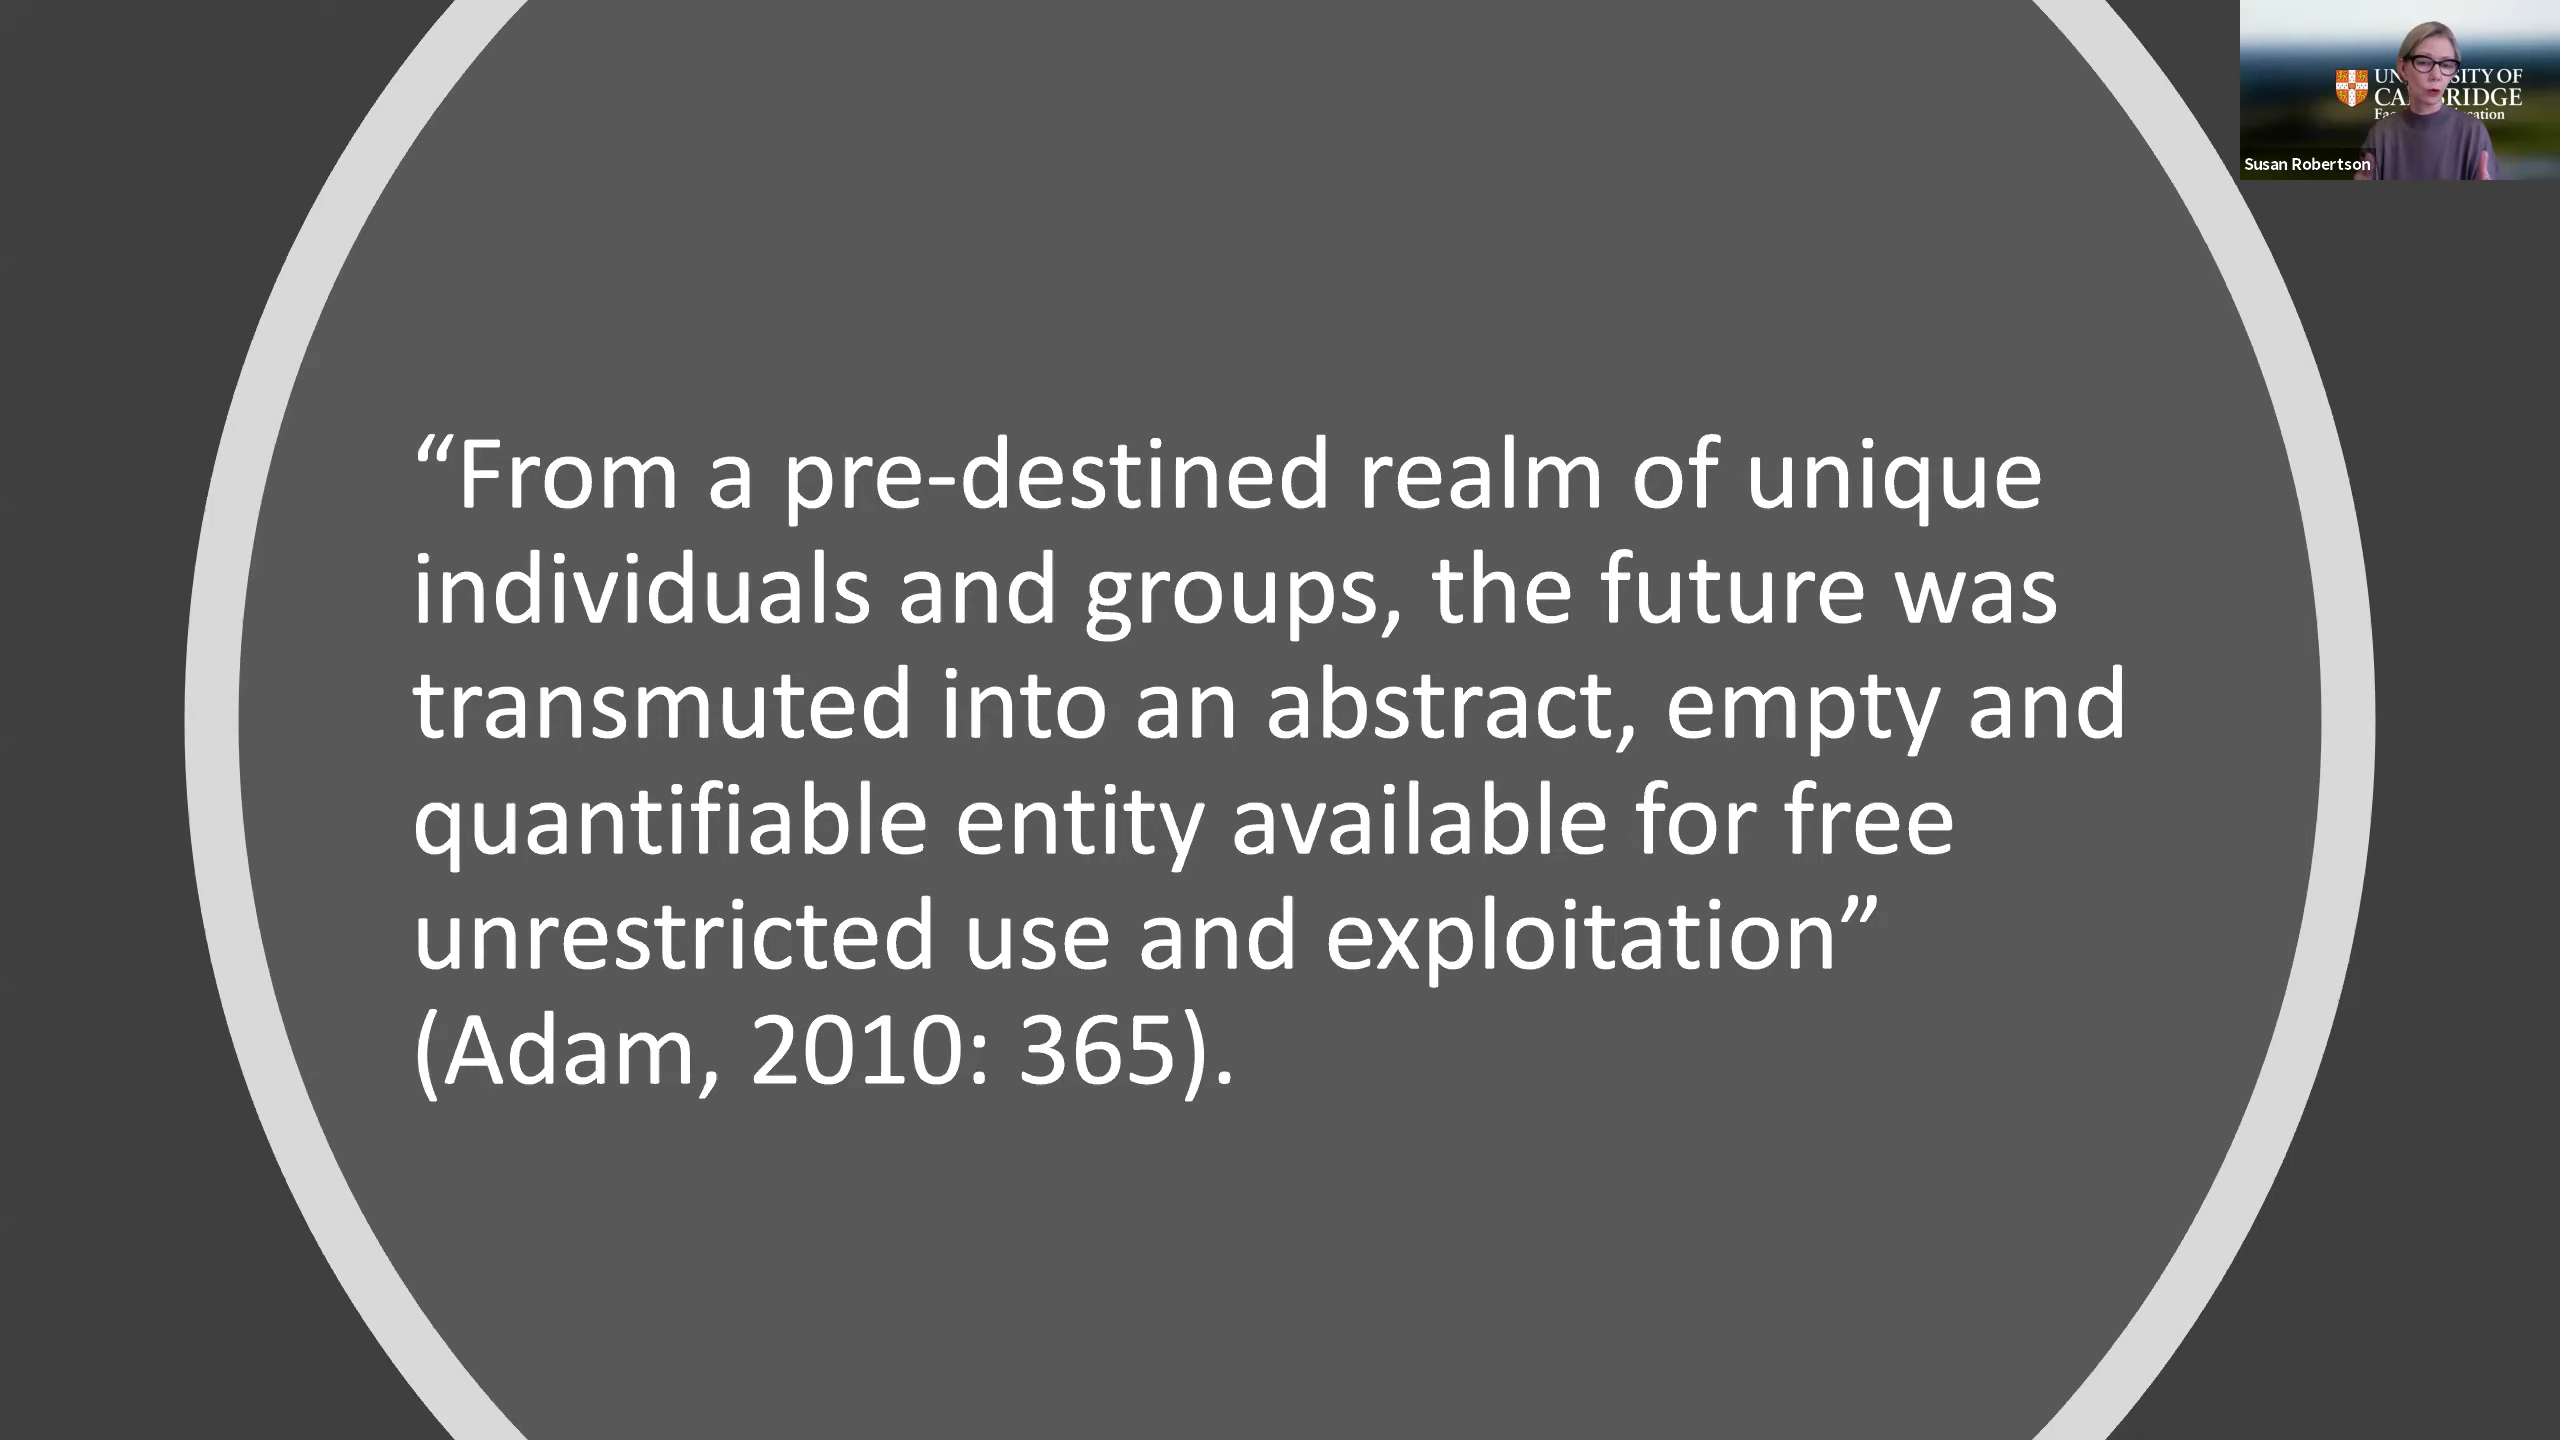 “From a pre-destined realm of unique
individuals and groups, the future was
transmuted into an abstract, empty and
quantifiable entity available for free
unrestricted use and exploitation”
(Adam, 2010: 365).
Susan Robertson